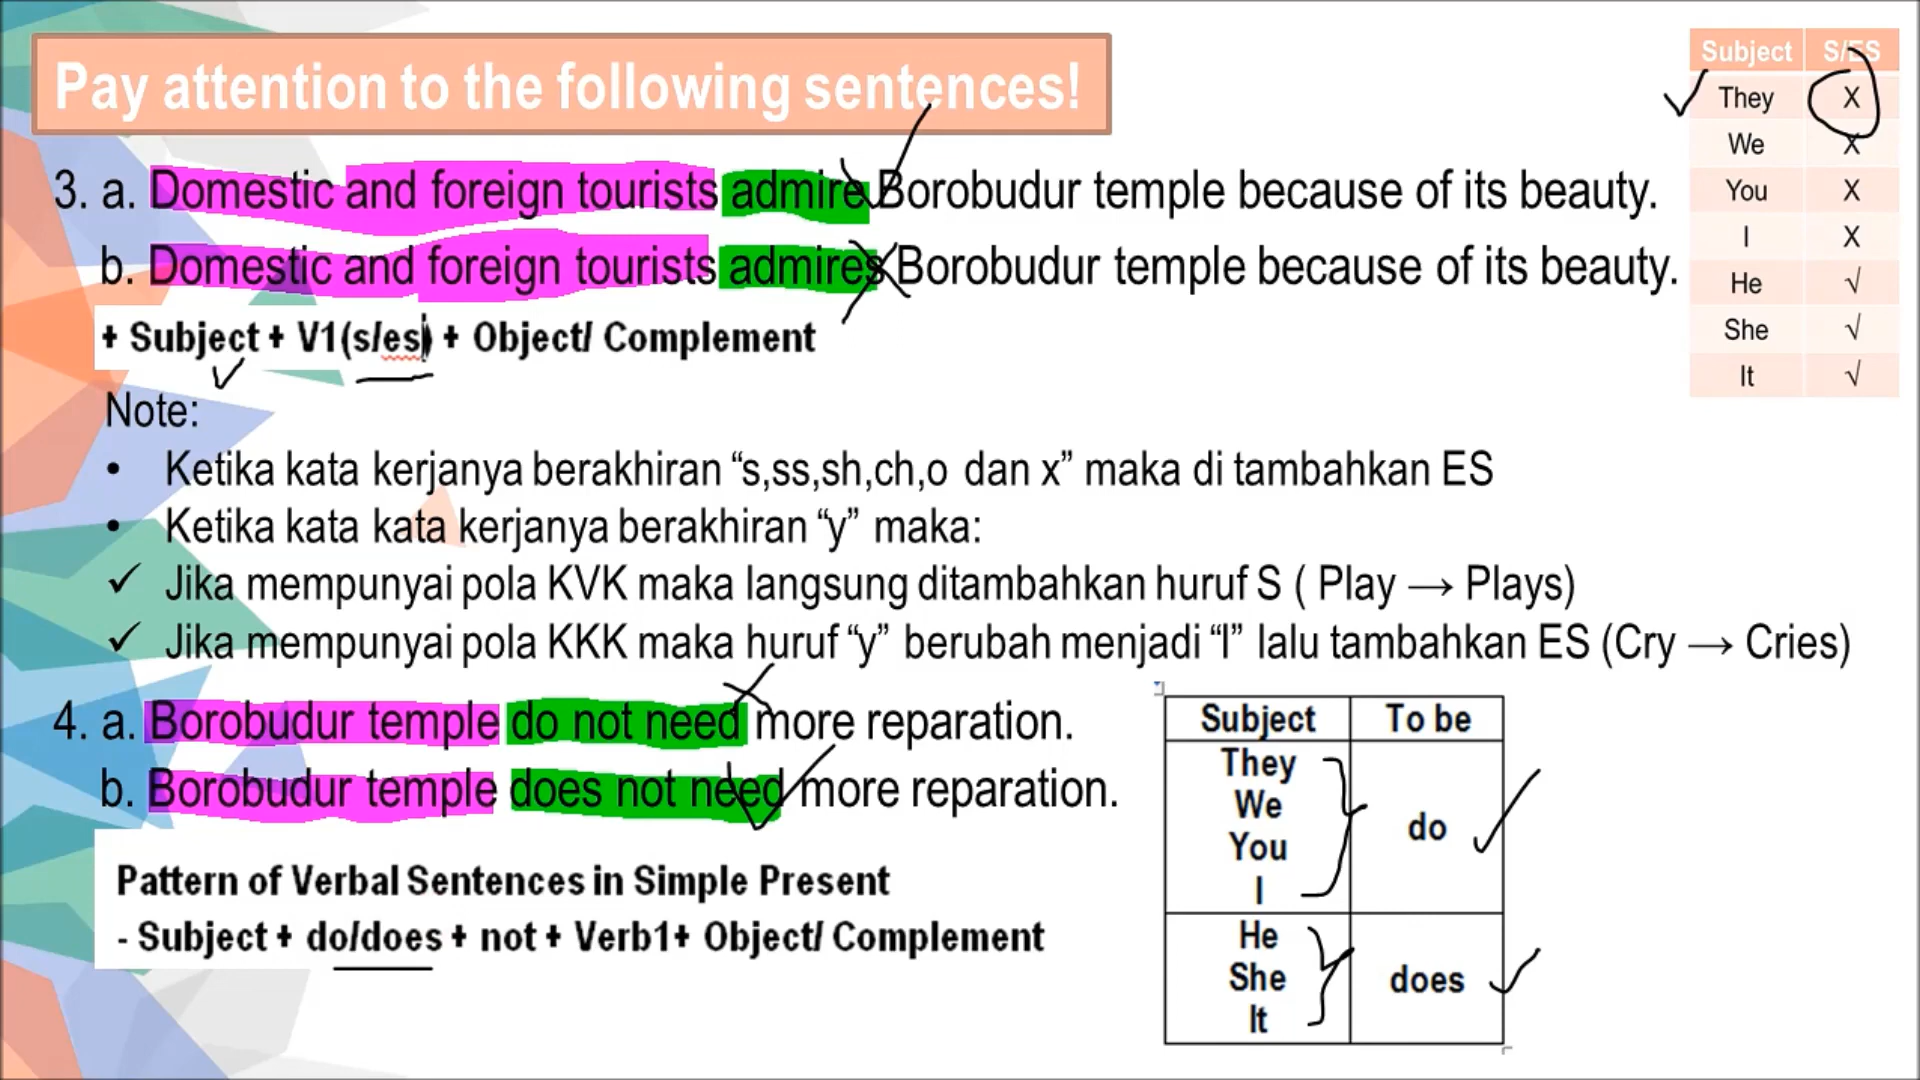 Pay attention to the following sentences!
3. a. Domestic and foreign tourists admire Borobudur temple because of its beauty.
b. Domestic and foreign tourists admires Borobudur temple because of its beauty.
+ Subject + V1(s/es) + Object/ Complement
Note:
• Ketika kata kerjanya berakhiran “s,ss,sh,ch,o dan x” maka di tambahkan ES
• Ketika kata kata kerjanya berakhiran “y” maka:
✓ Jika mempunyai pola KVK maka langsung ditambahkan huruf S ( Play → Plays)
✓ Jika mempunyai pola KKK maka huruf “y” berubah menjadi “I” lalu tambahkan ES (Cry → Cries)
4. a. Borobudur temple do not need more reparation.
b. Borobudur temple does not need more reparation.
Pattern of Verbal Sentences in Simple Present
- Subject + do/does + not + Verb1+ Object/ Complement
Subject S/ES
They X
We X
You X
I X
He √
She √
It √
Subject To be
They
We
You
I
do
He
She
It
does